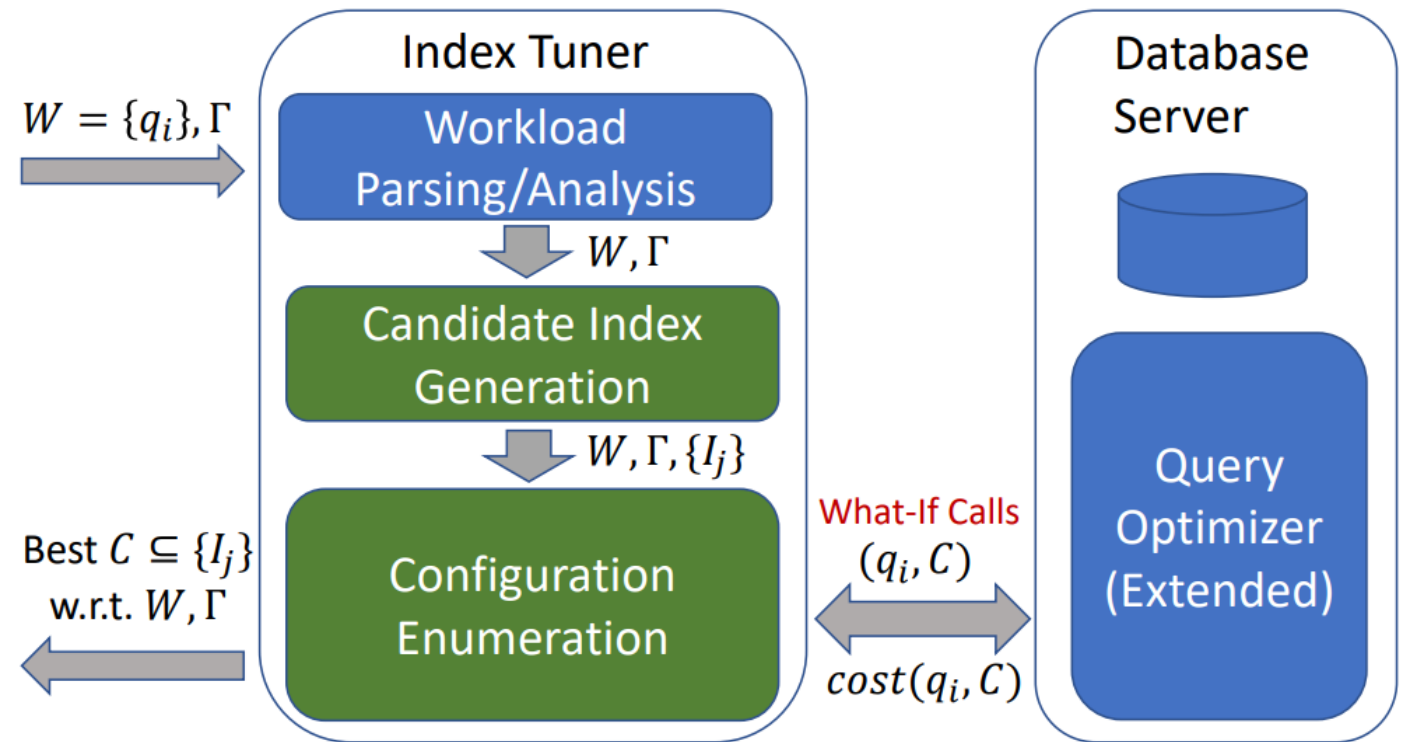 Index Tuner
W = {q_i}, Γ
Workload
Parsing/Analysis
W, Γ
Candidate Index
Generation
W, Γ, {I_j}
Configuration
Enumeration
Best C ⊆ {I_j}
w.r.t. W, Γ
What-If Calls
(q_i, C)
cost(q_i, C)
Database
Server
Query
Optimizer
(Extended)